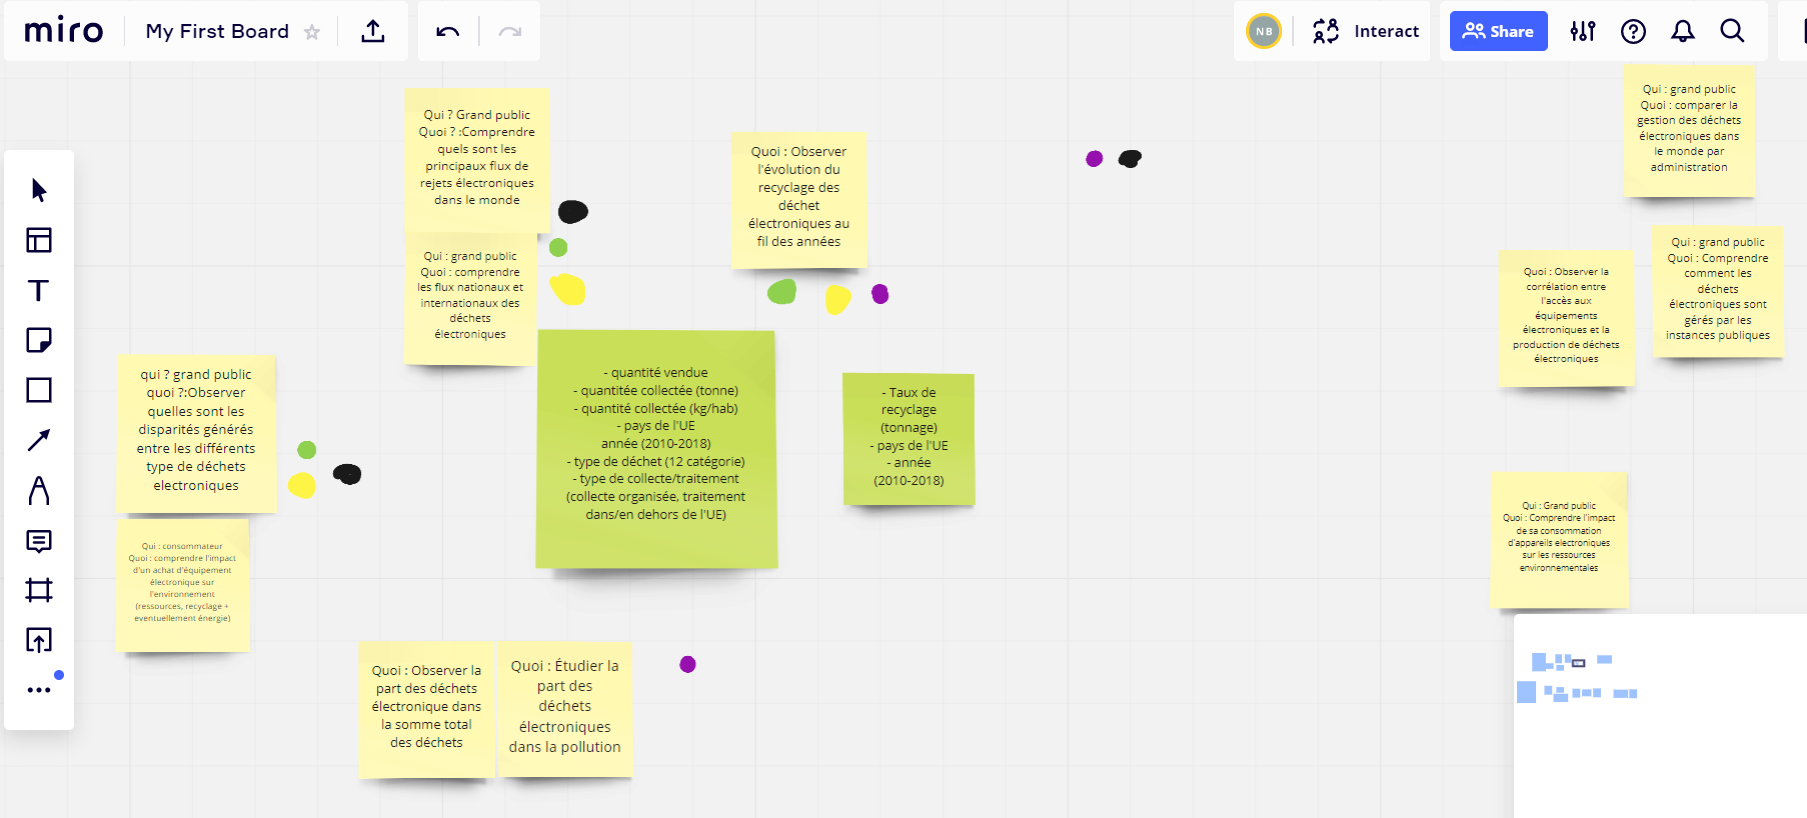 miro
My First Board
NB
Interact
Share
Qui ? Grand public
Quoi ? :Comprendre
quels sont les
principaux flux de
rejets électroniques
dans le monde
Qui : grand public
Quoi : comprendre
les flux nationaux et
internationaux des
déchets
électroniques
Quoi : Observer
l'évolution du
recyclage des
déchet
électroniques au
fil des années
Qui : grand public
Quoi : comparer la
gestion des déchets
électroniques dans
le monde par
administration
Quoi : Observer la
corrélation entre
l'accès aux
équipements
électroniques et la
production de déchets
électroniques
Qui : grand public
Quoi : Comprendre
comment les
déchets
électroniques sont
gérés par les
instances publiques
qui ? grand public
quoi ?:Observer
quelles sont les
disparités générés
entre les différents
type de déchets
electroniques
- quantité vendue
- quantitée collectée (tonne)
- quantité collectée (kg/hab)
- pays de l'UE
année (2010-2018)
- type de déchet (12 catégorie)
- type de collecte/traitement
(collecte organisée, traitement
dans/en dehors de l'UE)
- Taux de
recyclage
(tonnage)
- pays de l'UE
- année
(2010-2018)
Qui : Grand public
Quoi : Comprendre l'impact
de sa consommation
d'appareils electroniques
sur les ressources
environnementales
Qui : consommateur
Quoi : comprendre l'impact
d'un achat d'équipement
électronique sur
l'environnement
(ressources, recyclage +
eventuellement énergie)
Quoi : Observer la
part des déchets
électronique dans
la somme total
des déchets
Quoi : Étudier la
part des
déchets
électroniques
dans la pollution